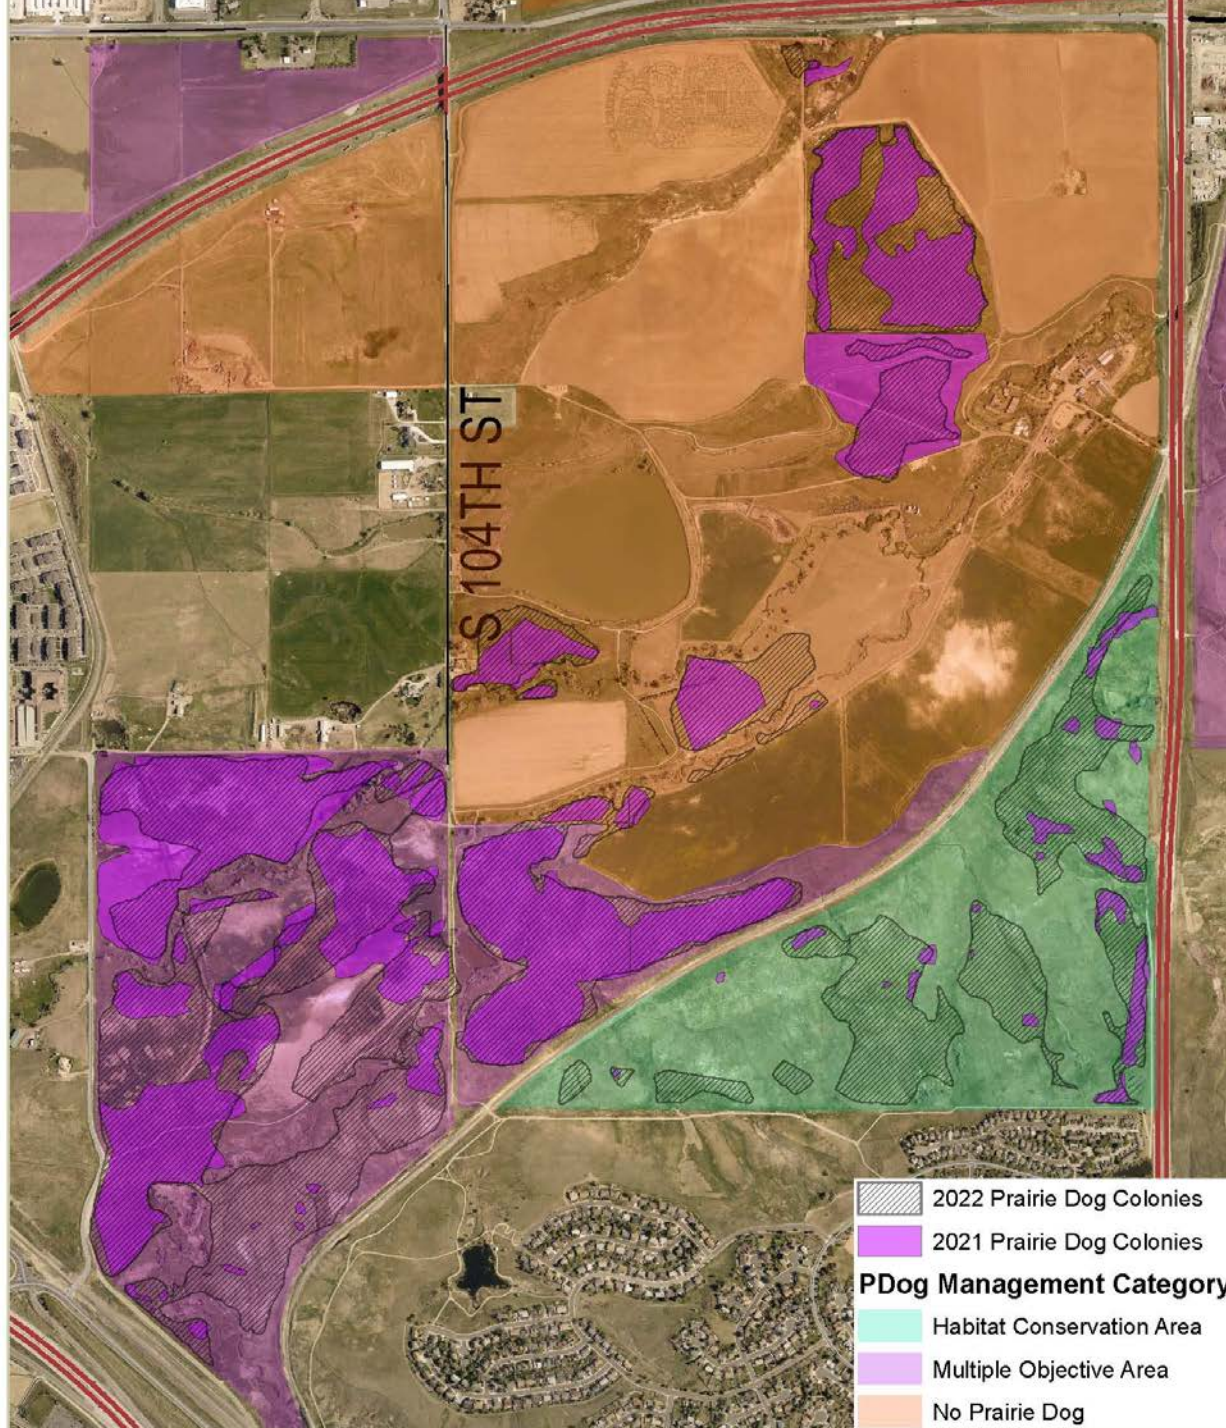 S 104TH ST
2022 Prairie Dog Colonies
2021 Prairie Dog Colonies
PDog Management Category
Habitat Conservation Area
Multiple Objective Area
No Prairie Dog